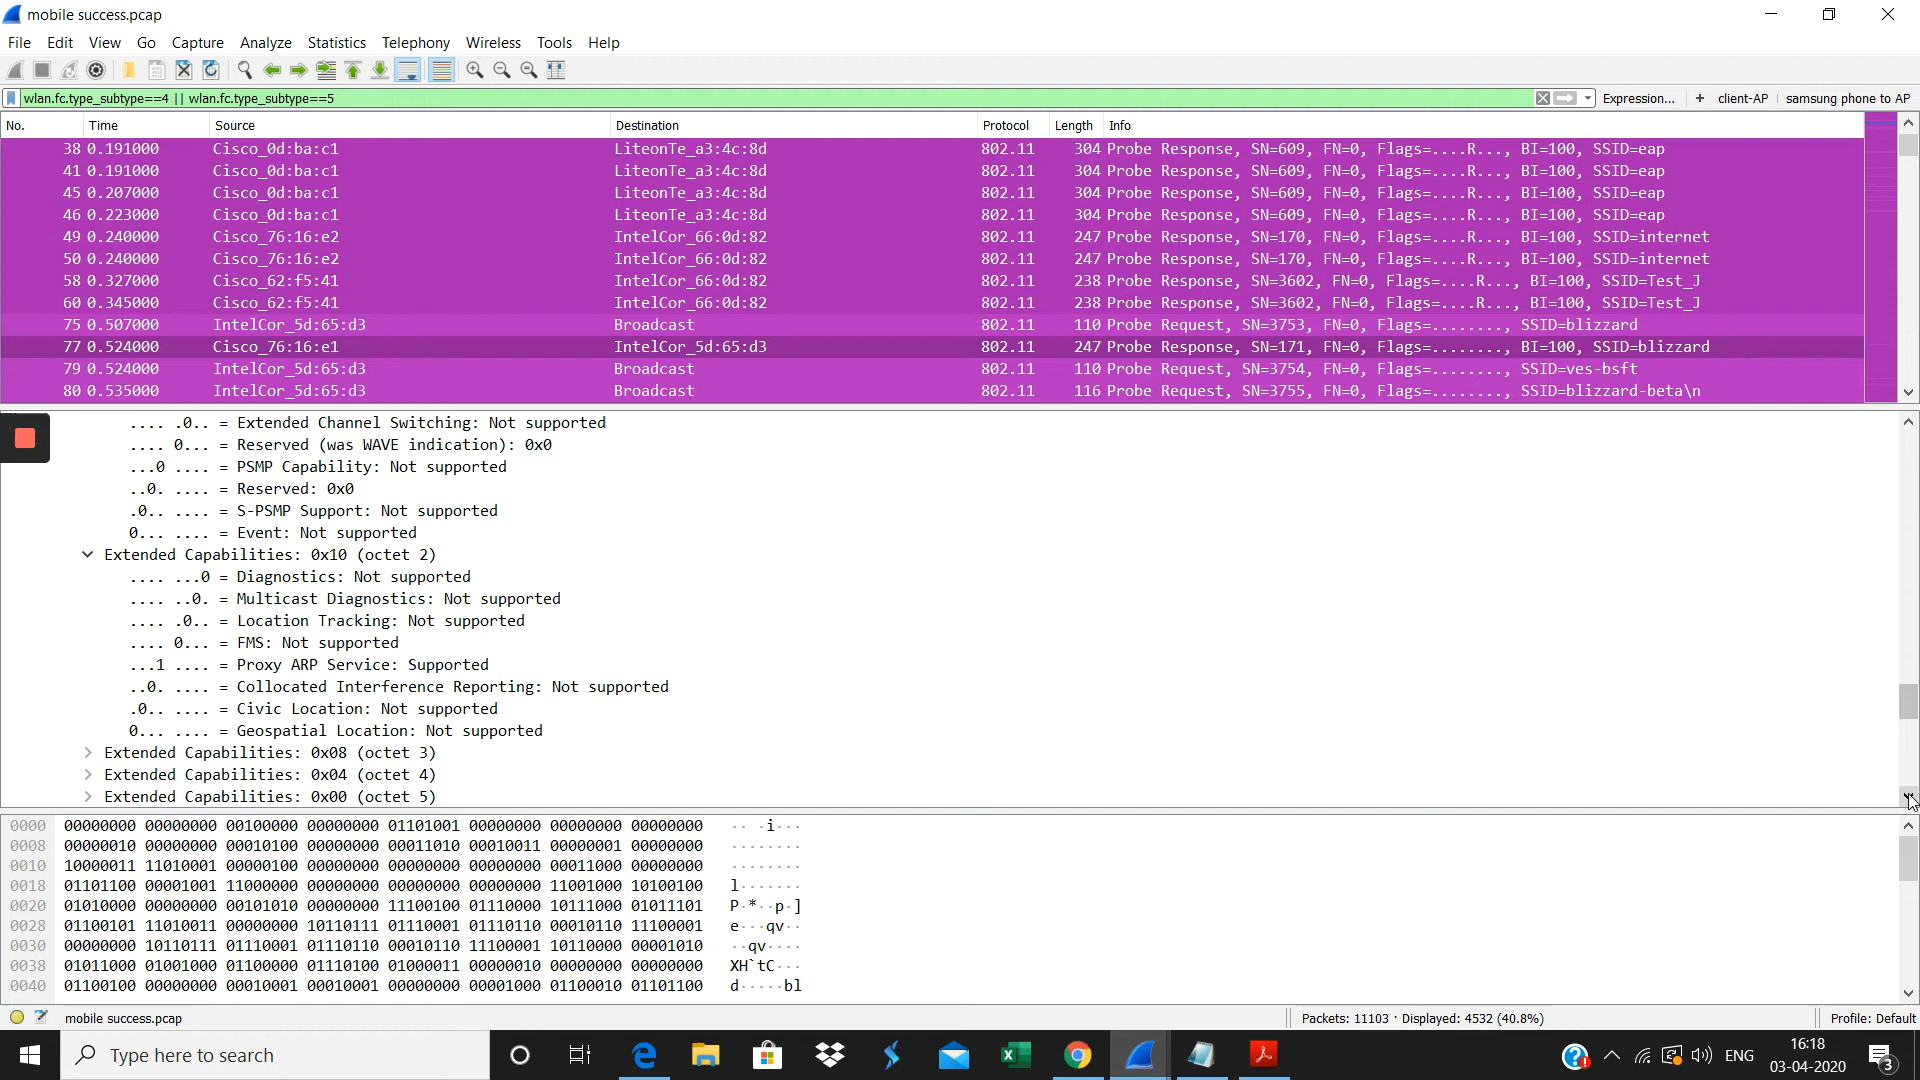 mobile success.pcap
File Edit View Go Capture Analyze Statistics Telephony Wireless Tools Help
wlan.fc.type_subtype==4 || wlan.fc.type_subtype==5 Expression... + client-AP samsung phone to AP
No. Time Source Destination Protocol Length Info
38 0.191000 Cisco_0d:ba:c1 LiteonTe_a3:4c:8d 802.11 304 Probe Response, SN=609, FN=0, Flags=....R..., BI=100, SSID=eap
41 0.191000 Cisco_0d:ba:c1 LiteonTe_a3:4c:8d 802.11 304 Probe Response, SN=609, FN=0, Flags=....R..., BI=100, SSID=eap
45 0.207000 Cisco_0d:ba:c1 LiteonTe_a3:4c:8d 802.11 304 Probe Response, SN=609, FN=0, Flags=....R..., BI=100, SSID=eap
46 0.223000 Cisco_0d:ba:c1 LiteonTe_a3:4c:8d 802.11 304 Probe Response, SN=609, FN=0, Flags=....R..., BI=100, SSID=eap
49 0.240000 Cisco_76:16:e2 IntelCor_66:0d:82 802.11 247 Probe Response, SN=170, FN=0, Flags=....R..., BI=100, SSID=internet
50 0.240000 Cisco_76:16:e2 IntelCor_66:0d:82 802.11 247 Probe Response, SN=170, FN=0, Flags=....R..., BI=100, SSID=internet
58 0.327000 Cisco_62:f5:41 IntelCor_66:0d:82 802.11 238 Probe Response, SN=3602, FN=0, Flags=....R..., BI=100, SSID=Test_J
60 0.345000 Cisco_62:f5:41 IntelCor_66:0d:82 802.11 238 Probe Response, SN=3602, FN=0, Flags=....R..., BI=100, SSID=Test_J
75 0.507000 IntelCor_5d:65:d3 Broadcast 802.11 110 Probe Request, SN=3753, FN=0, Flags=........, SSID=blizzard
77 0.524000 Cisco_76:16:e1 IntelCor_5d:65:d3 802.11 247 Probe Response, SN=171, FN=0, Flags=........, BI=100, SSID=blizzard
79 0.524000 IntelCor_5d:65:d3 Broadcast 802.11 110 Probe Request, SN=3754, FN=0, Flags=........, SSID=ves-bsft
80 0.535000 IntelCor_5d:65:d3 Broadcast 802.11 116 Probe Request, SN=3755, FN=0, Flags=........, SSID=blizzard-beta\n
.... .0.. = Extended Channel Switching: Not supported
.... 0... = Reserved (was WAVE indication): 0x0
...0 .... = PSMP Capability: Not supported
..0. .... = Reserved: 0x0
.0.. .... = S-PSMP Support: Not supported
0... .... = Event: Not supported
Extended Capabilities: 0x10 (octet 2)
.... ...0 = Diagnostics: Not supported
.... ..0. = Multicast Diagnostics: Not supported
.... .0.. = Location Tracking: Not supported
.... 0... = FMS: Not supported
...1 .... = Proxy ARP Service: Supported
..0. .... = Collocated Interference Reporting: Not supported
.0.. .... = Civic Location: Not supported
0... .... = Geospatial Location: Not supported
Extended Capabilities: 0x08 (octet 3)
Extended Capabilities: 0x04 (octet 4)
Extended Capabilities: 0x00 (octet 5)
0000 00000000 00000000 00100000 00000000 01101001 00000000 00000000 00000000 ·· ·i···
0008 00000010 00000000 00010100 00000000 00011010 00010011 00000001 00000000 ········
0010 10000011 11010001 00000100 00000000 00000000 00000000 00011000 00000000 ········
0018 01101100 00001001 11000000 00000000 00000000 00000000 11001000 10100100 l·······
0020 01010000 00000000 00101010 00000000 11100100 01110000 10111000 01011101 P·*··p·]
0028 01100101 11010011 00000000 10110111 01110001 01110110 00010110 11100001 e···qv··
0030 00000000 10110111 01110001 01110110 00010110 11100001 10110000 00001010 ··qv····
0038 01011000 01001000 01100000 01110100 01000011 00000010 00000000 00000000 XH`tC···
0040 01100100 00000000 00010001 00010001 00000000 00001000 01100010 01101100 d·····bl
mobile success.pcap Packets: 11103 · Displayed: 4532 (40.8%) Profile: Default
Type here to search ENG 16:18
03-04-2020 3